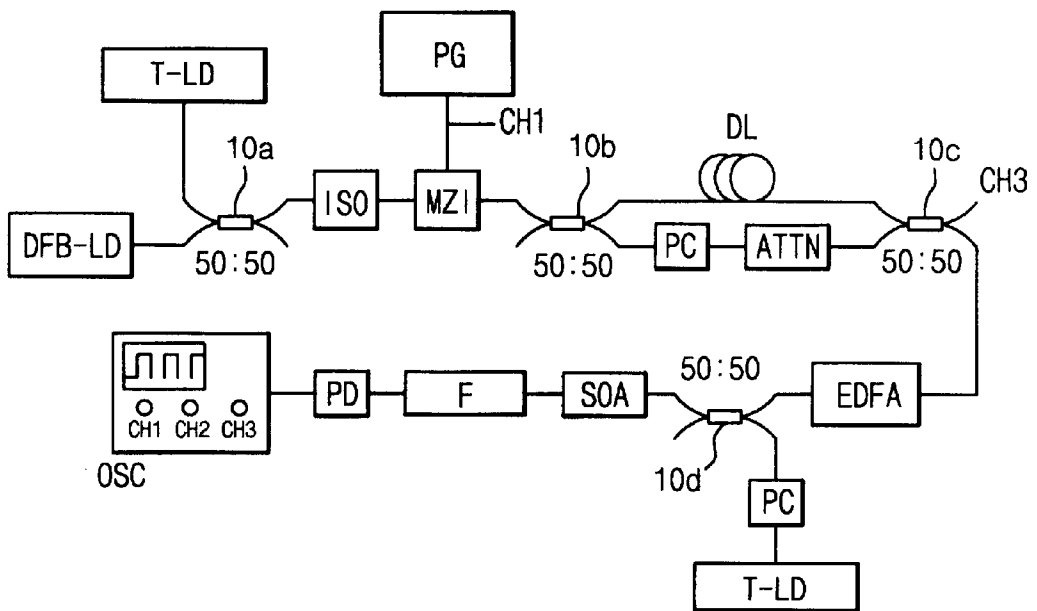 PG
T-LD
CH1
10a
10b
DL
10c
CH3
ISO
MZI
DFB-LD
PC
ATTN
50:50
50:50
50:50
50:50
PD
F
SOA
EDFA
CH1 CH2 CH3
OSC
10d
PC
T-LD